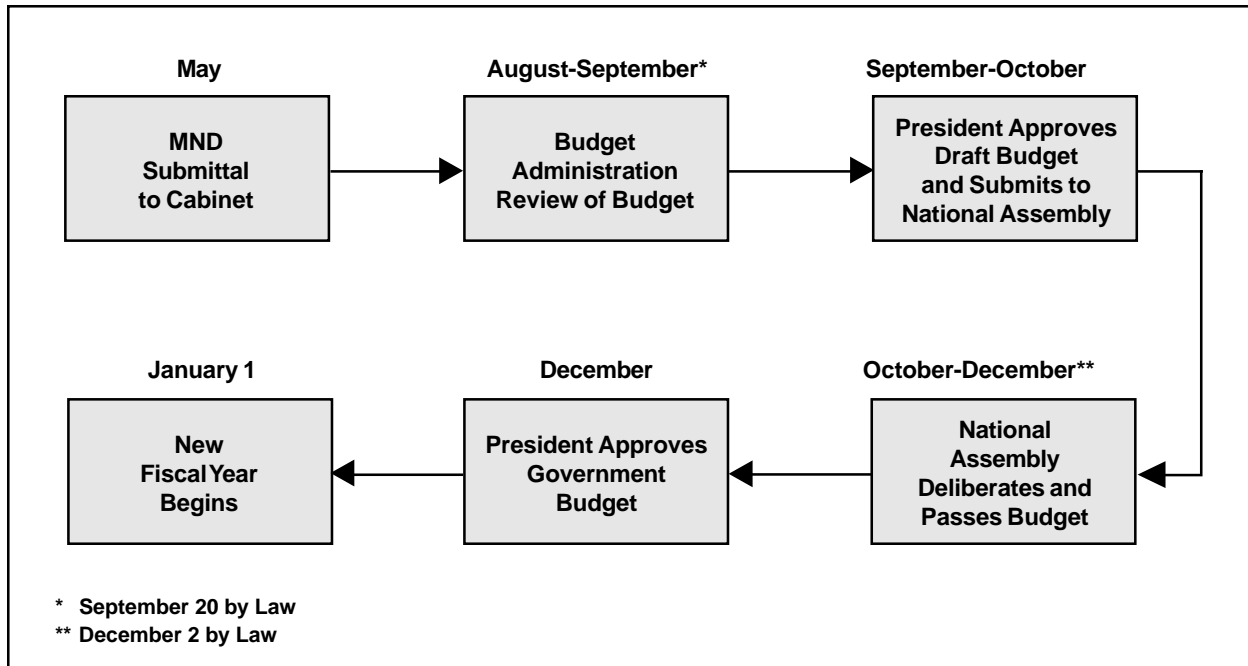 May
MND
Submittal
to Cabinet
August-September*
Budget
Administration
Review of Budget
September-October
President Approves
Draft Budget
and Submits to
National Assembly
October-December**
National
Assembly
Deliberates and
Passes Budget
December
President Approves
Government
Budget
January 1
New
Fiscal Year
Begins
* September 20 by Law
** December 2 by Law